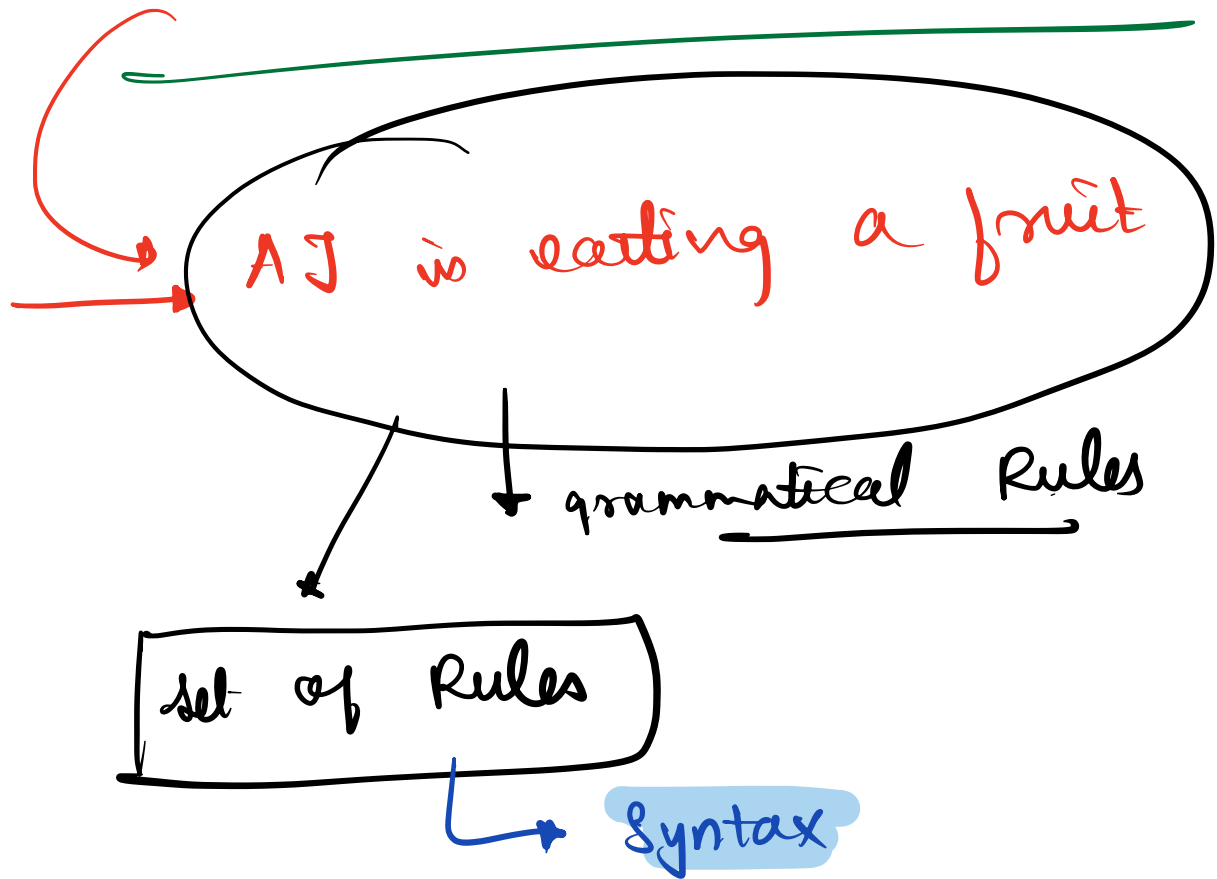 AJ is eating a fruit
grammatical Rules
set of Rules
Syntax